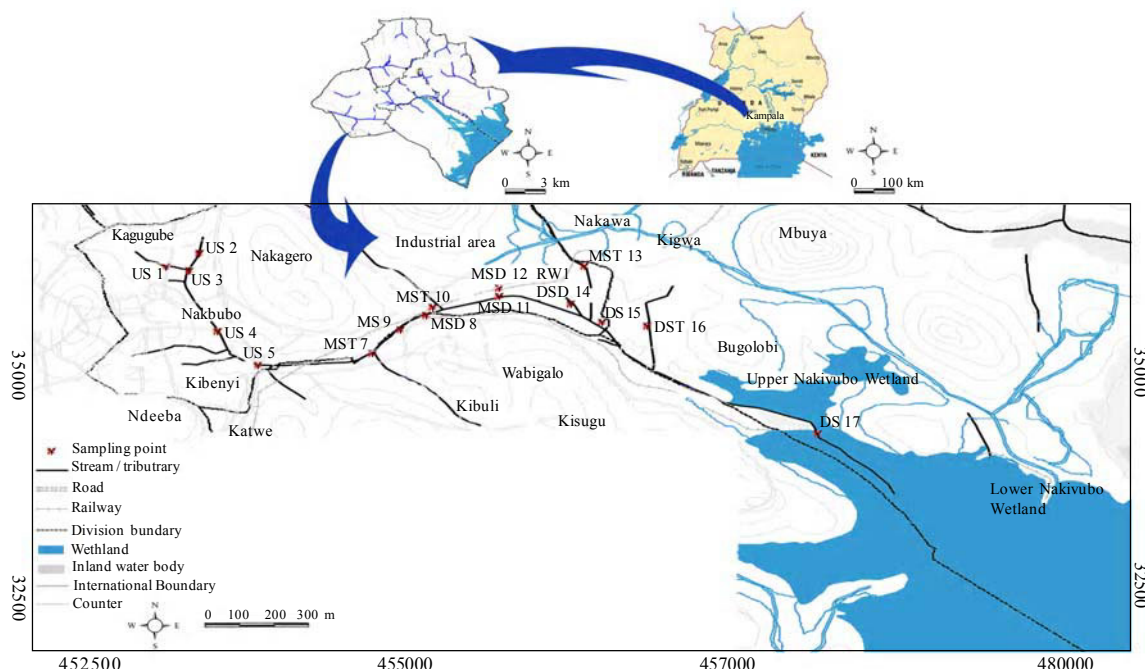 Kampala
KENYA
RWANDA
TANZANIA
N
W E
S
0 3 km
N
W E
S
0 100 km
Kagugube
US 2
US 1
US 3
Nakagero
Industrial area
Nakawa
Kigwa
Mbuya
MST 13
MSD 12
RW1
MST 10
DSD 14
MSD 11
Nakbubo
US 4
MS 9
MSD 8
DS 15
DST 16
US 5
MST 7
Kibenyi
Wabigalo
Bugolobi
Upper Nakivubo Wetland
Ndeeba
Katwe
Kibuli
Kisugu
DS 17
Lower Nakivubo
Wetland
Sampling point
Stream / tributrary
Road
Railway
Division bundary
Wethland
Inland water body
International Boundary
Counter
N
W E
S
0 100 200 300 m
35000
32500
35000
32500
452500
455000
457000
480000